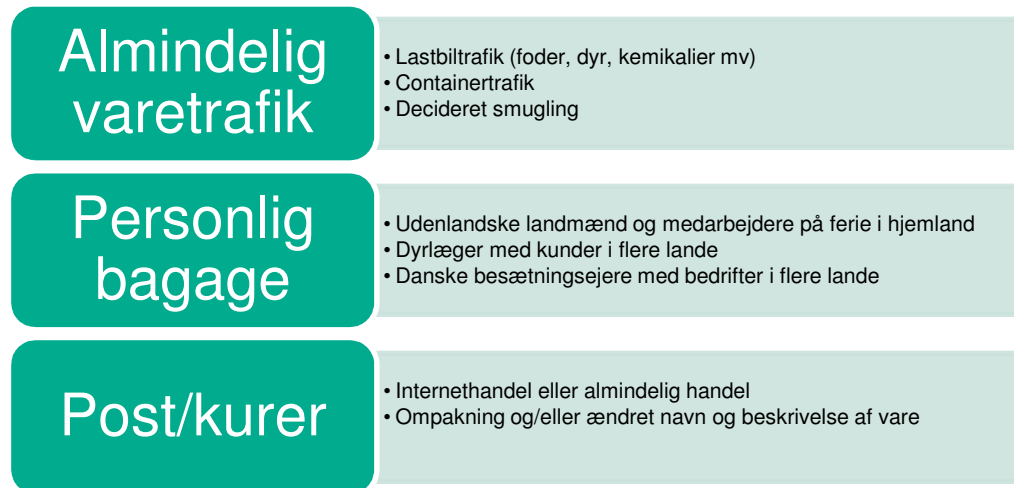 Almindelig
varetrafik
• Lastbiltrafik (foder, dyr, kemikalier mv)
• Containertrafik
• Decideret smugling
Personlig
bagage
• Udenlandske landmænd og medarbejdere på ferie i hjemland
• Dyrlæger med kunder i flere lande
• Danske besætningsejere med bedrifter i flere lande
Post/kurer
• Internethandel eller almindelig handel
• Ompakning og/eller ændret navn og beskrivelse af vare